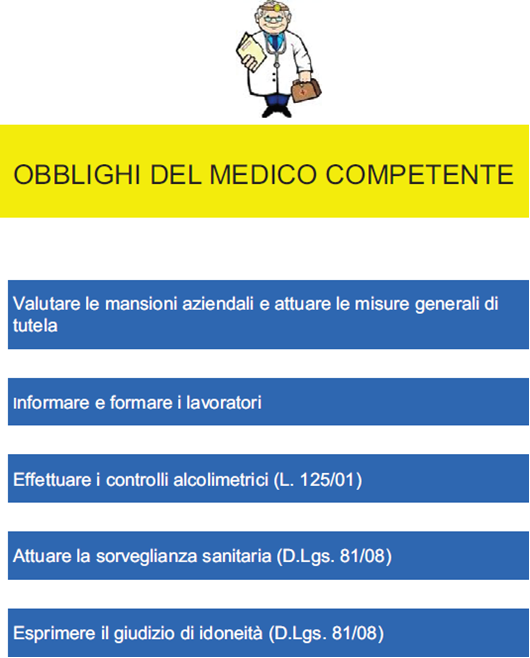 OBBLIGHI DEL MEDICO COMPETENTE
Valutare le mansioni aziendali e attuare le misure generali di
tutela
Informare e formare i lavoratori
Effettuare i controlli alcolimetrici (L. 125/01)
Attuare la sorveglianza sanitaria (D.Lgs. 81/08)
Esprimere il giudizio di idoneità (D.Lgs. 81/08)